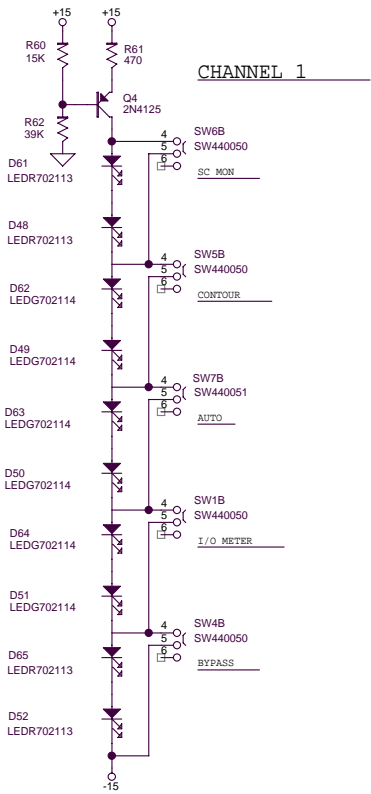 +15 +15
R60
15K
R61
470
CHANNEL 1
Q4
2N4125
R62
39K
4
5
6
SW6B
SW440050
SC MON
D61
LEDR702113
D48
LEDR702113
4
5
6
SW5B
SW440050
CONTOUR
D62
LEDG702114
D49
LEDG702114
4
5
6
SW7B
SW440051
AUTO
D63
LEDG702114
D50
LEDG702114
4
5
6
SW1B
SW440050
I/O METER
D64
LEDG702114
D51
LEDG702114
4
5
6
SW4B
SW440050
BYPASS
D65
LEDR702113
D52
LEDR702113
-15